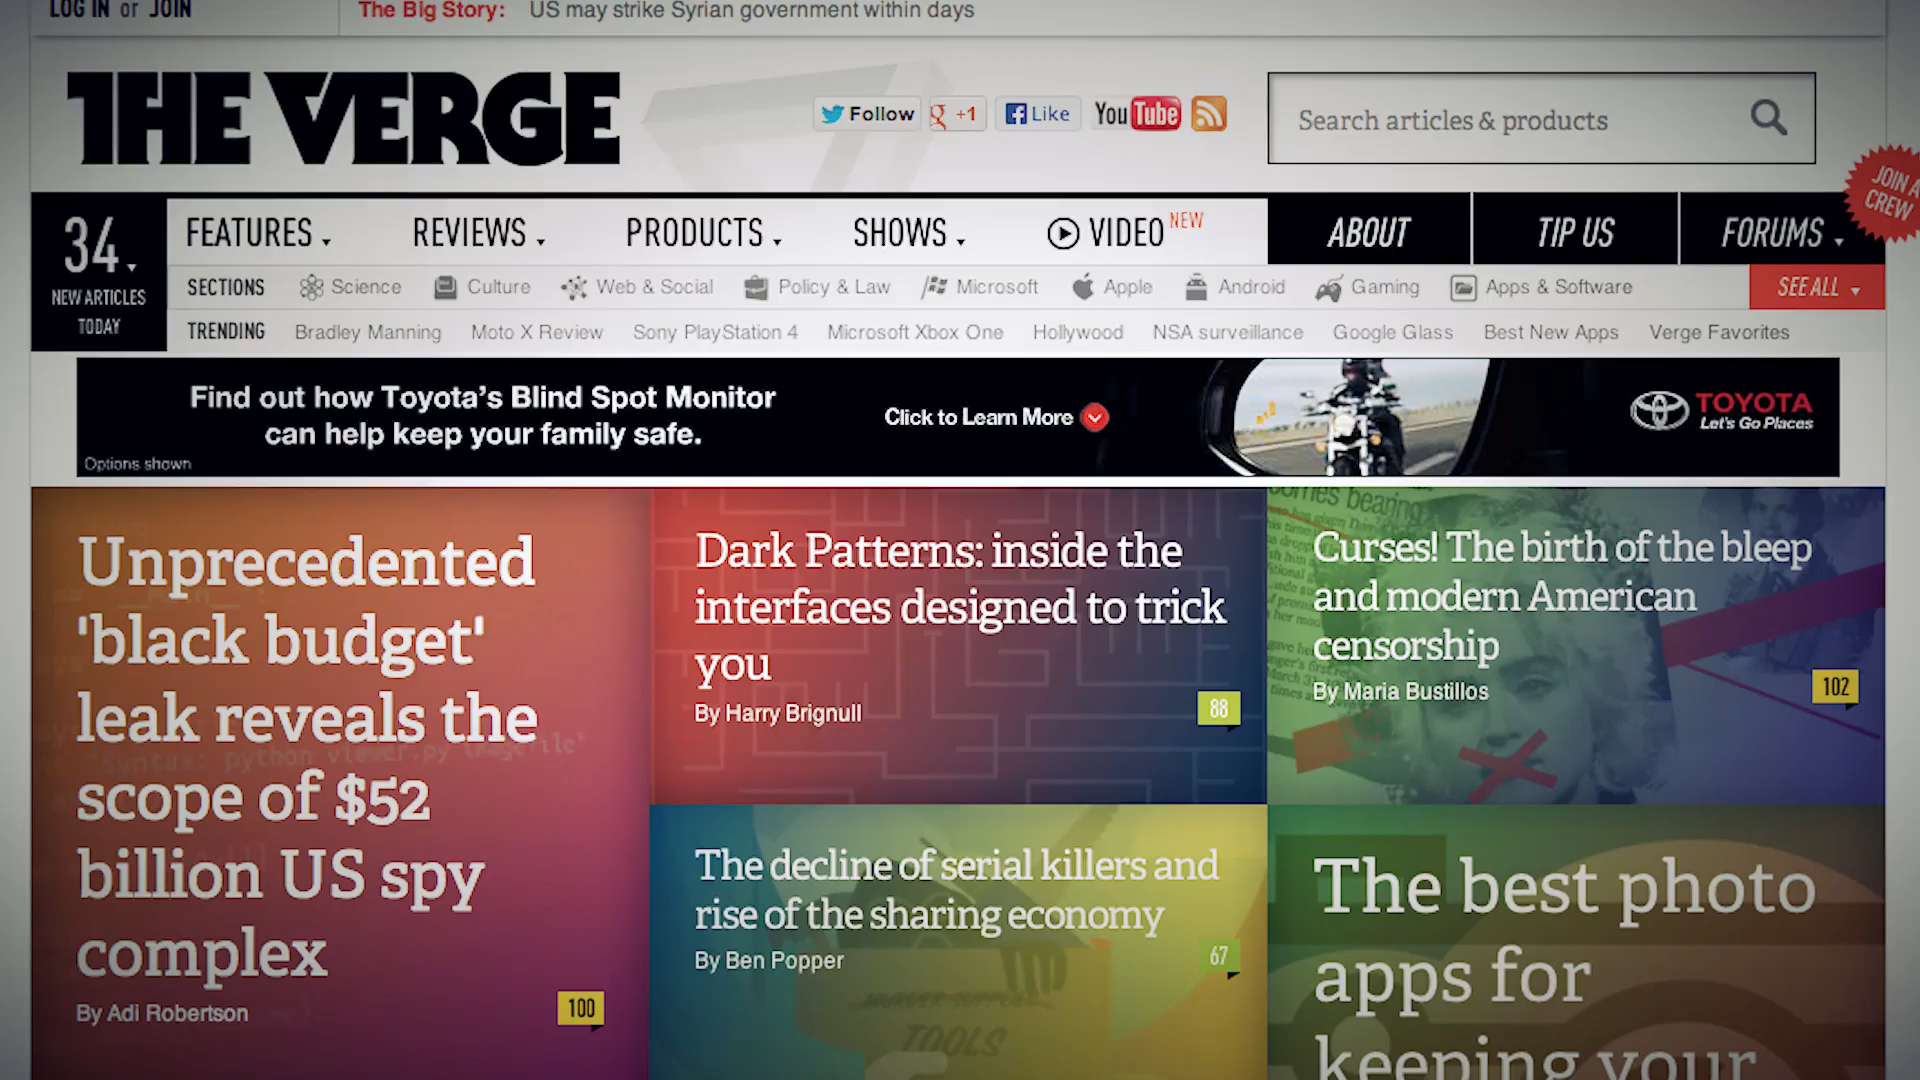 LOG IN or JOIN
The Big Story: US may strike Syrian government within days
THE VERGE
Follow
g +1
Like
YouTube
Search articles & products
JOIN A
CREW
34
NEW ARTICLES
TODAY
FEATURES
REVIEWS
PRODUCTS
SHOWS
VIDEO NEW
ABOUT
TIP US
FORUMS
SECTIONS Science Culture Web & Social Policy & Law Microsoft Apple Android Gaming Apps & Software
SEE ALL
TRENDING Bradley Manning Moto X Review Sony PlayStation 4 Microsoft Xbox One Hollywood NSA surveillance Google Glass Best New Apps Verge Favorites
Find out how Toyota's Blind Spot Monitor
can help keep your family safe.
Options shown
Click to Learn More
TOYOTA
Let's Go Places
Unprecedented
'black budget'
leak reveals the
scope of $52
billion US spy
complex
By Adi Robertson
100
Dark Patterns: inside the
interfaces designed to trick
you
By Harry Brignull
88
comes bearing
Curses! The birth of the bleep
and modern American
censorship
By Maria Bustillos
102
The decline of serial killers and
rise of the sharing economy
By Ben Popper
67
MURDER SUPPLIES
TOOLS
The best photo
apps for
keeping your